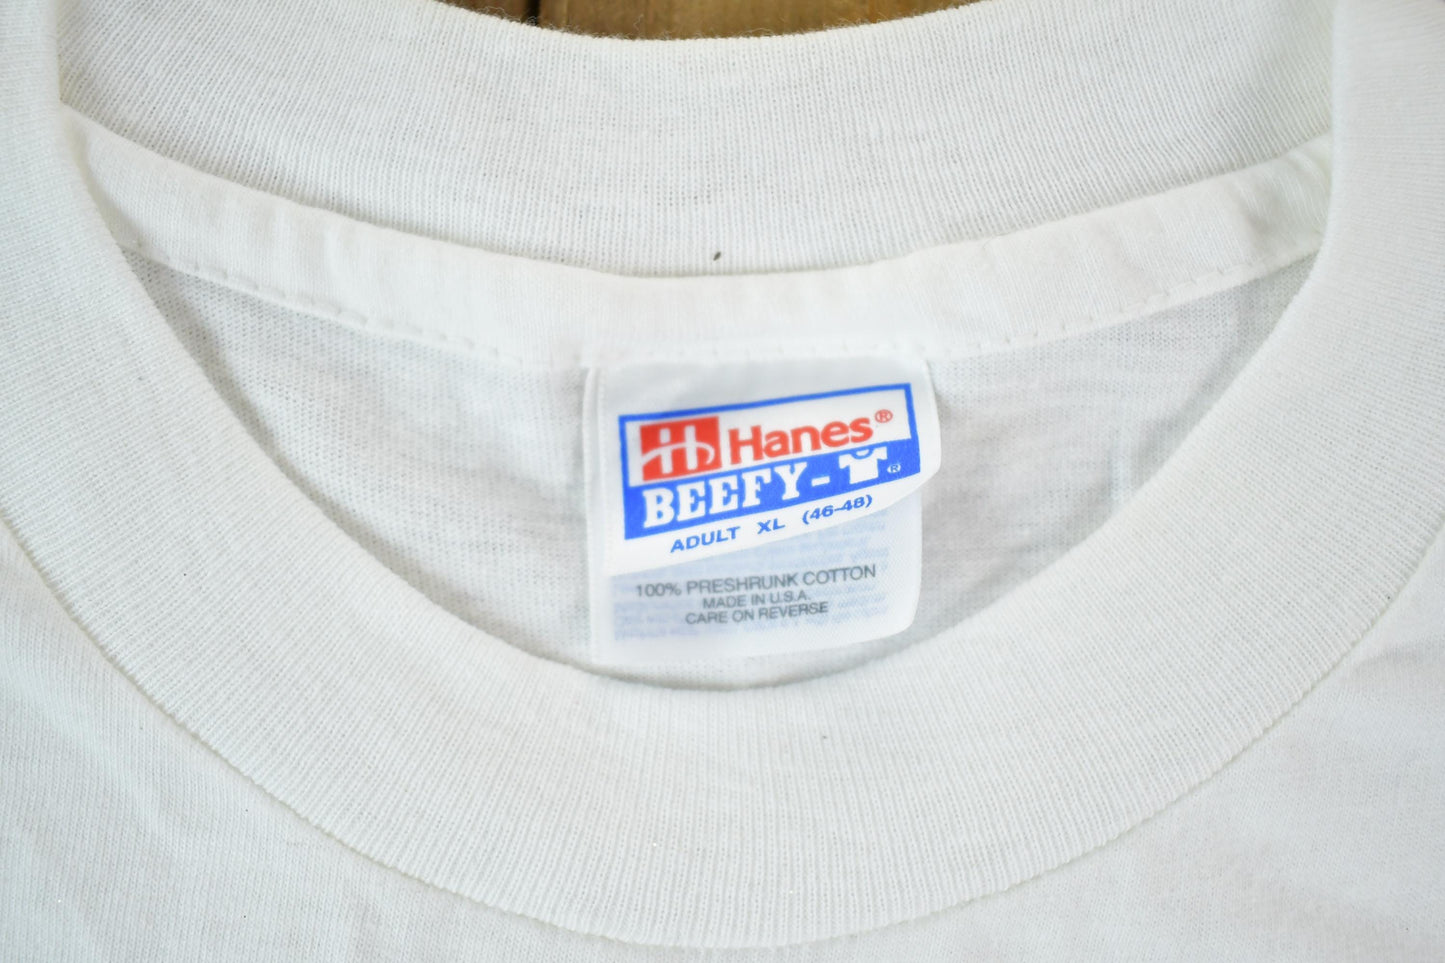 Hanes®
BEEFY-T®
ADULT XL (46-48)
100% PRESHRUNK COTTON
MADE IN U.S.A.
CARE ON REVERSE